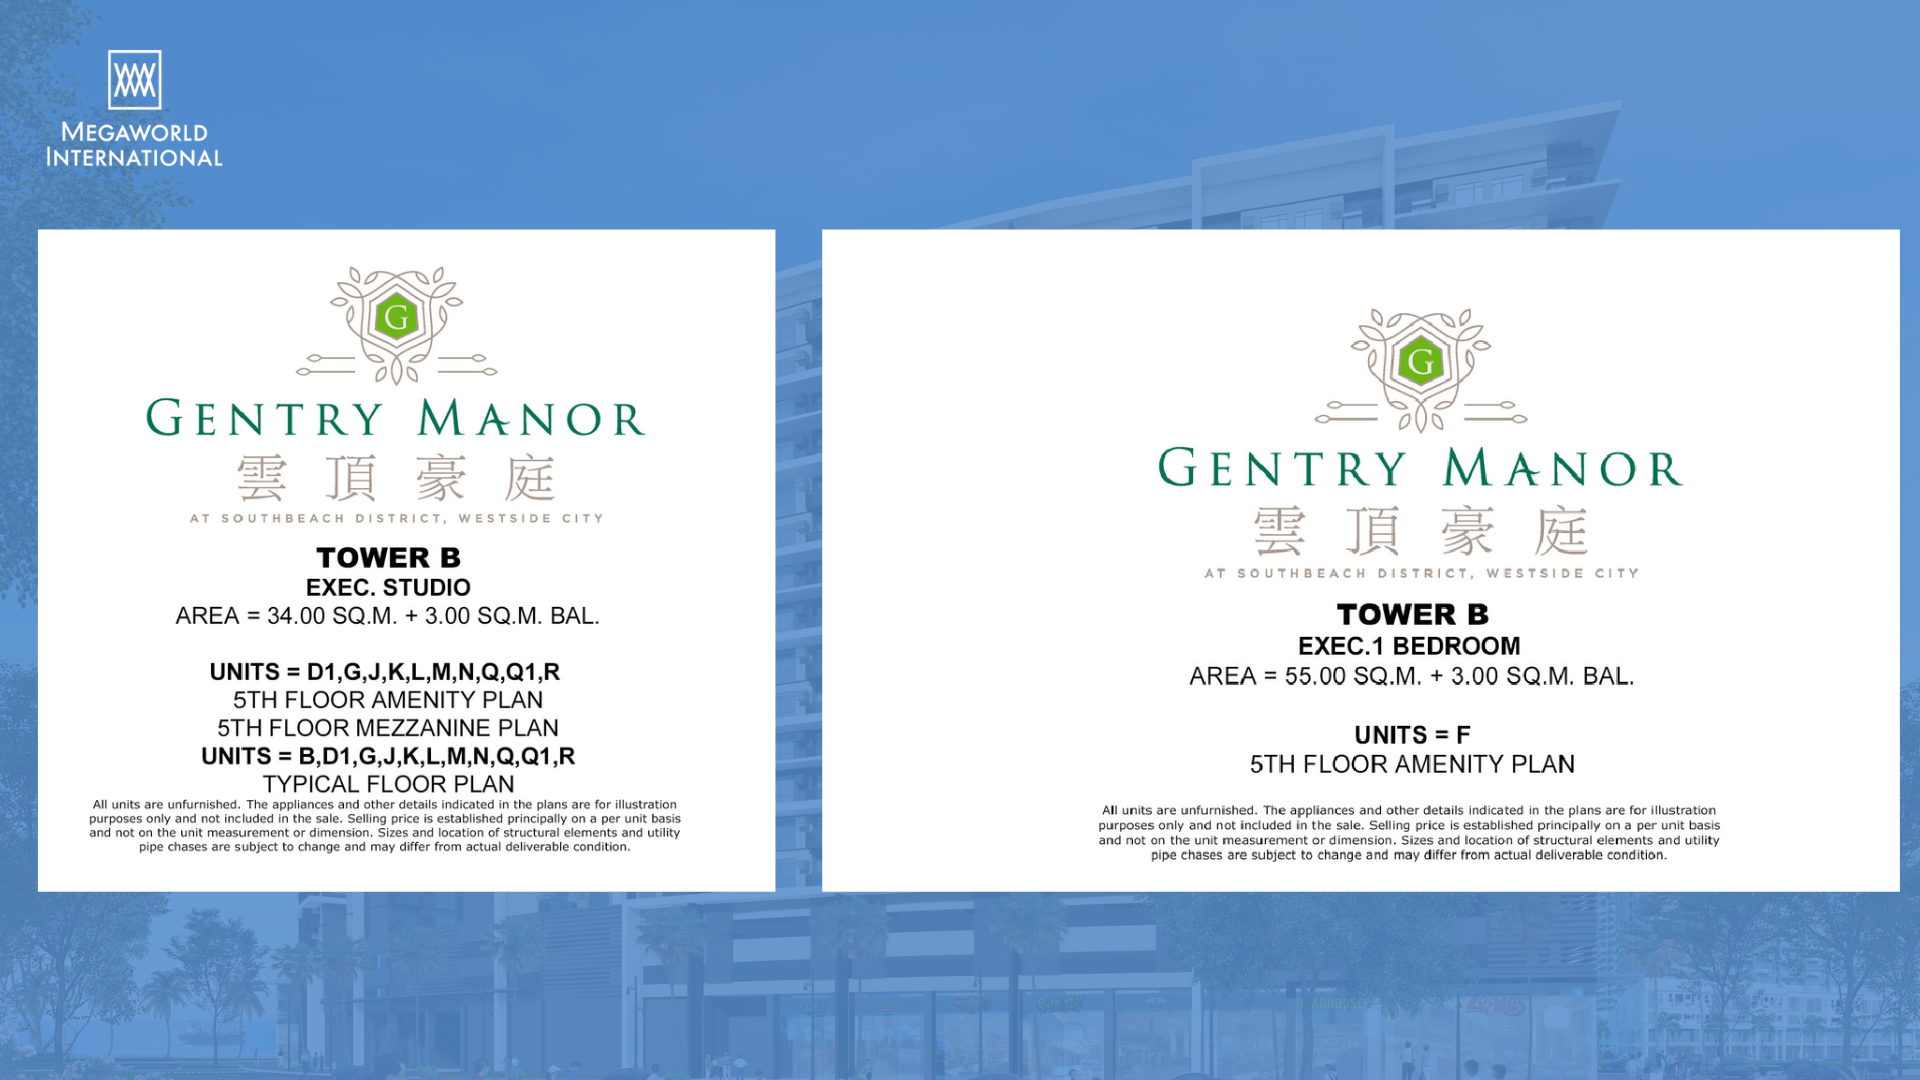 MEGAWORLD
INTERNATIONAL
G
GENTRY MANOR
雲頂豪庭
AT SOUTHBEACH DISTRICT, WESTSIDE CITY
TOWER B
EXEC. STUDIO
AREA = 34.00 SQ.M. + 3.00 SQ.M. BAL.
UNITS = D1,G,J,K,L,M,N,Q,Q1,R
5TH FLOOR AMENITY PLAN
5TH FLOOR MEZZANINE PLAN
UNITS = B,D1,G,J,K,L,M,N,Q,Q1,R
TYPICAL FLOOR PLAN
All units are unfurnished. The appliances and other details indicated in the plans are for illustration
purposes only and not included in the sale. Selling price is established principally on a per unit basis
and not on the unit measurement or dimension. Sizes and location of structural elements and utility
pipe chases are subject to change and may differ from actual deliverable condition.
G
GENTRY MANOR
雲頂豪庭
AT SOUTHBEACH DISTRICT, WESTSIDE CITY
TOWER B
EXEC.1 BEDROOM
AREA = 55.00 SQ.M. + 3.00 SQ.M. BAL.
UNITS = F
5TH FLOOR AMENITY PLAN
All units are unfurnished. The appliances and other details indicated in the plans are for illustration
purposes only and not included in the sale. Selling price is established principally on a per unit basis
and not on the unit measurement or dimension. Sizes and location of structural elements and utility
pipe chases are subject to change and may differ from actual deliverable condition.